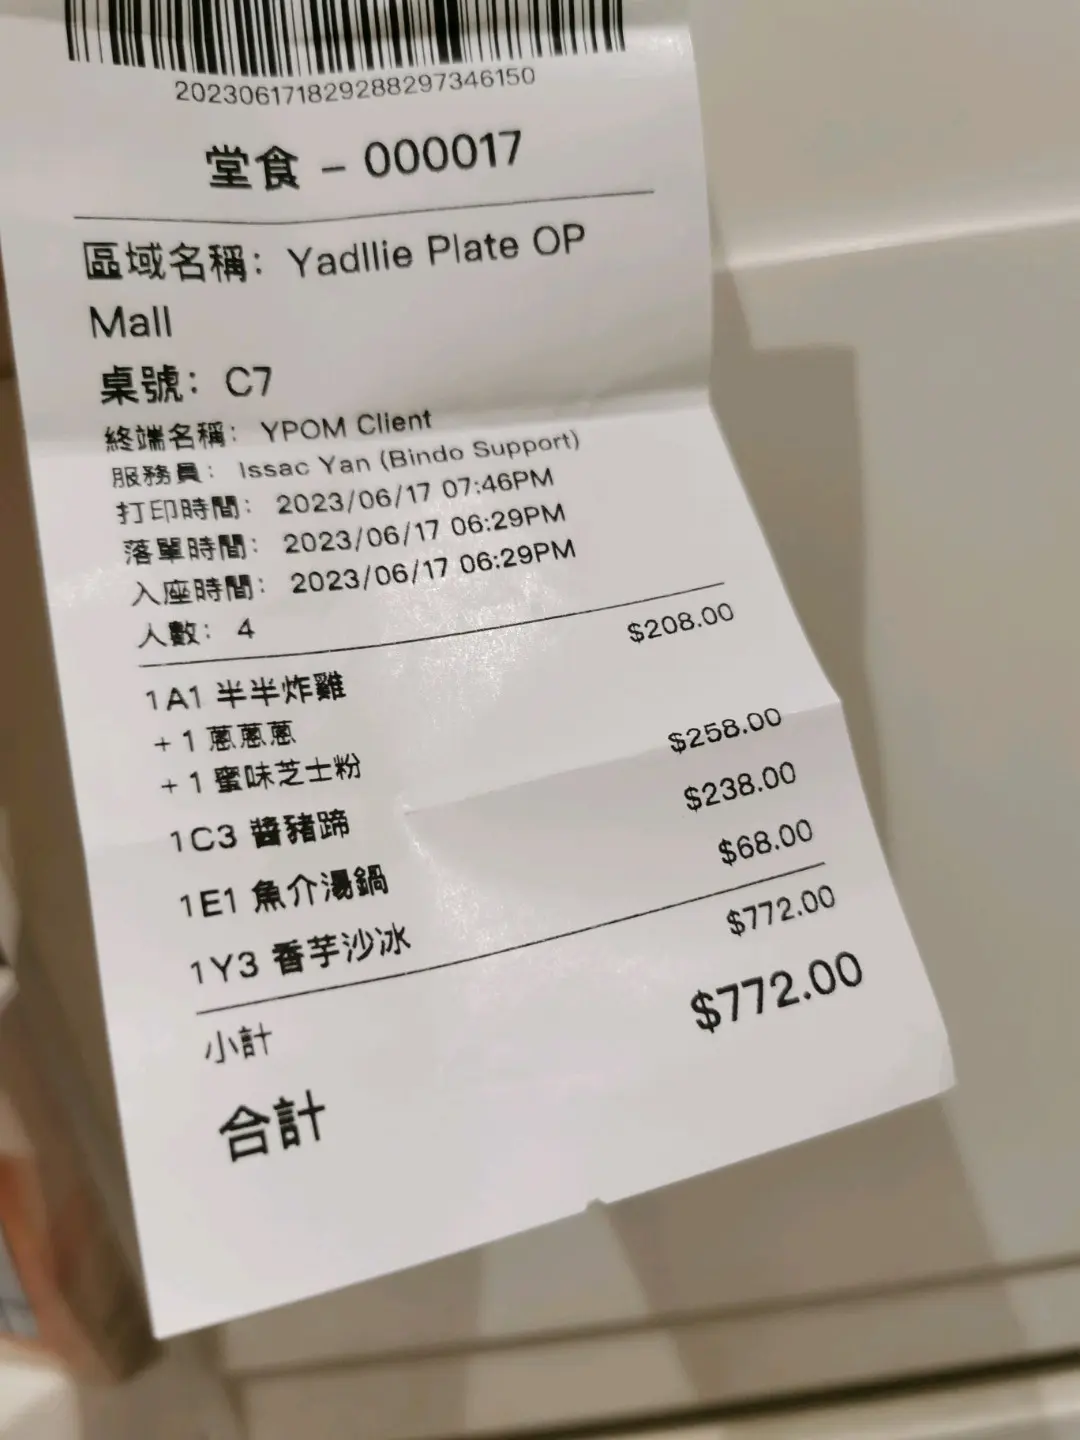 202306171829288297346150
堂食 – 000017
區域名稱： Yadllie Plate OP
Mall
桌號： C7
終端名稱： YPOM Client
服務員： Issac Yan (Bindo Support)
打印時間： 2023/06/17 07:46PM
落單時間： 2023/06/17 06:29PM
入座時間： 2023/06/17 06:29PM
人數： 4
1A1 半半炸雞 $208.00
+ 1 蔥蔥蔥
+ 1 蜜味芝士粉
1C3 醬豬蹄 $258.00
1E1 魚介湯鍋 $238.00
1Y3 香芋沙冰 $68.00
小計 $772.00
合計 $772.00